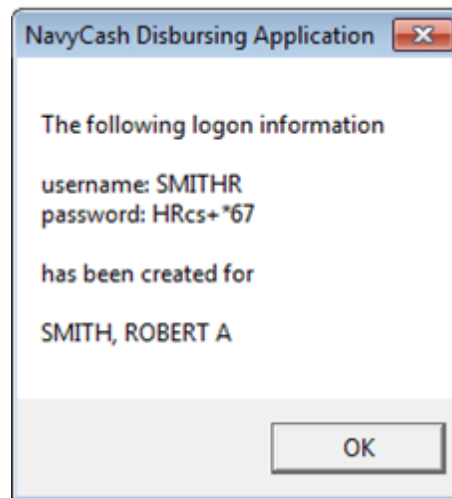 NavyCash Disbursing Application
The following logon information
username: SMITHR
password: HRcs+*67
has been created for
SMITH, ROBERT A
OK